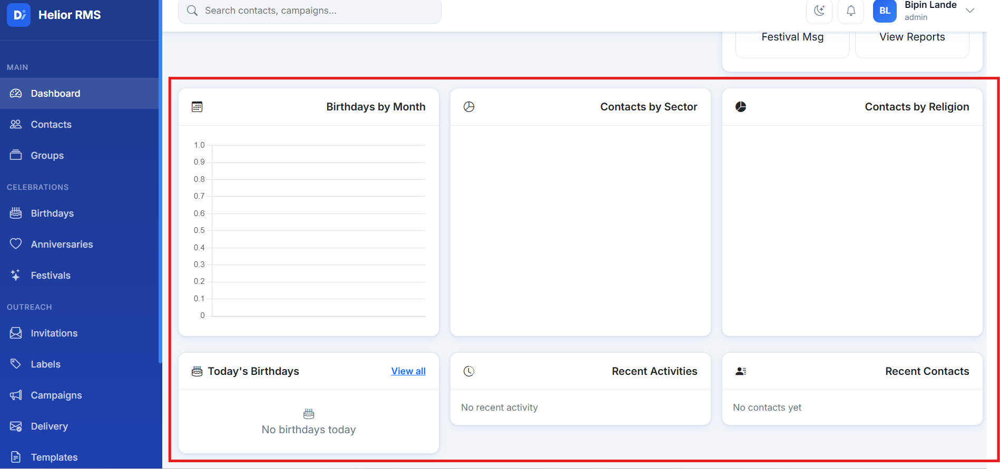 Di Helior RMS
Search contacts, campaigns...
BL
Bipin Lande
admin
MAIN
Dashboard
Contacts
Groups
CELEBRATIONS
Birthdays
Anniversaries
Festivals
OUTREACH
Invitations
Labels
Campaigns
Delivery
Templates
Festival Msg
View Reports
Birthdays by Month
1.0
0.9
0.8
0.7
0.6
0.5
0.4
0.3
0.2
0.1
0
Contacts by Sector
Contacts by Religion
Today's Birthdays View all
No birthdays today
Recent Activities
No recent activity
Recent Contacts
No contacts yet